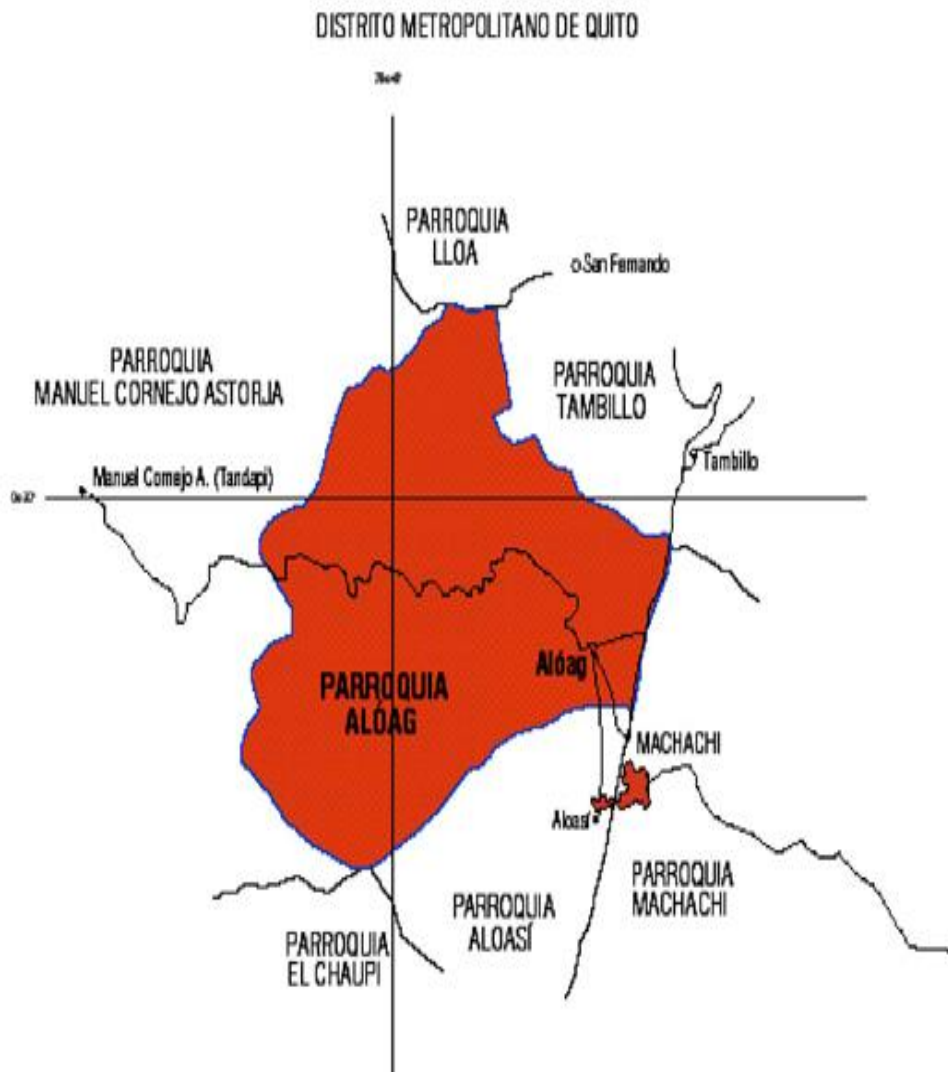 DISTRITO METROPOLITANO DE QUITO
PARROQUIA
LLOA
San Fernando
PARROQUIA
MANUEL CORNEJO ASTORJA
PARROQUIA
TAMBILLO
Tambillo
Manuel Cornejo A. (Tandapi)
Alóag
PARROQUIA
ALÓAG
MACHACHI
Aloasí
PARROQUIA
MACHACHI
PARROQUIA
ALOASÍ
PARROQUIA
EL CHAUPI